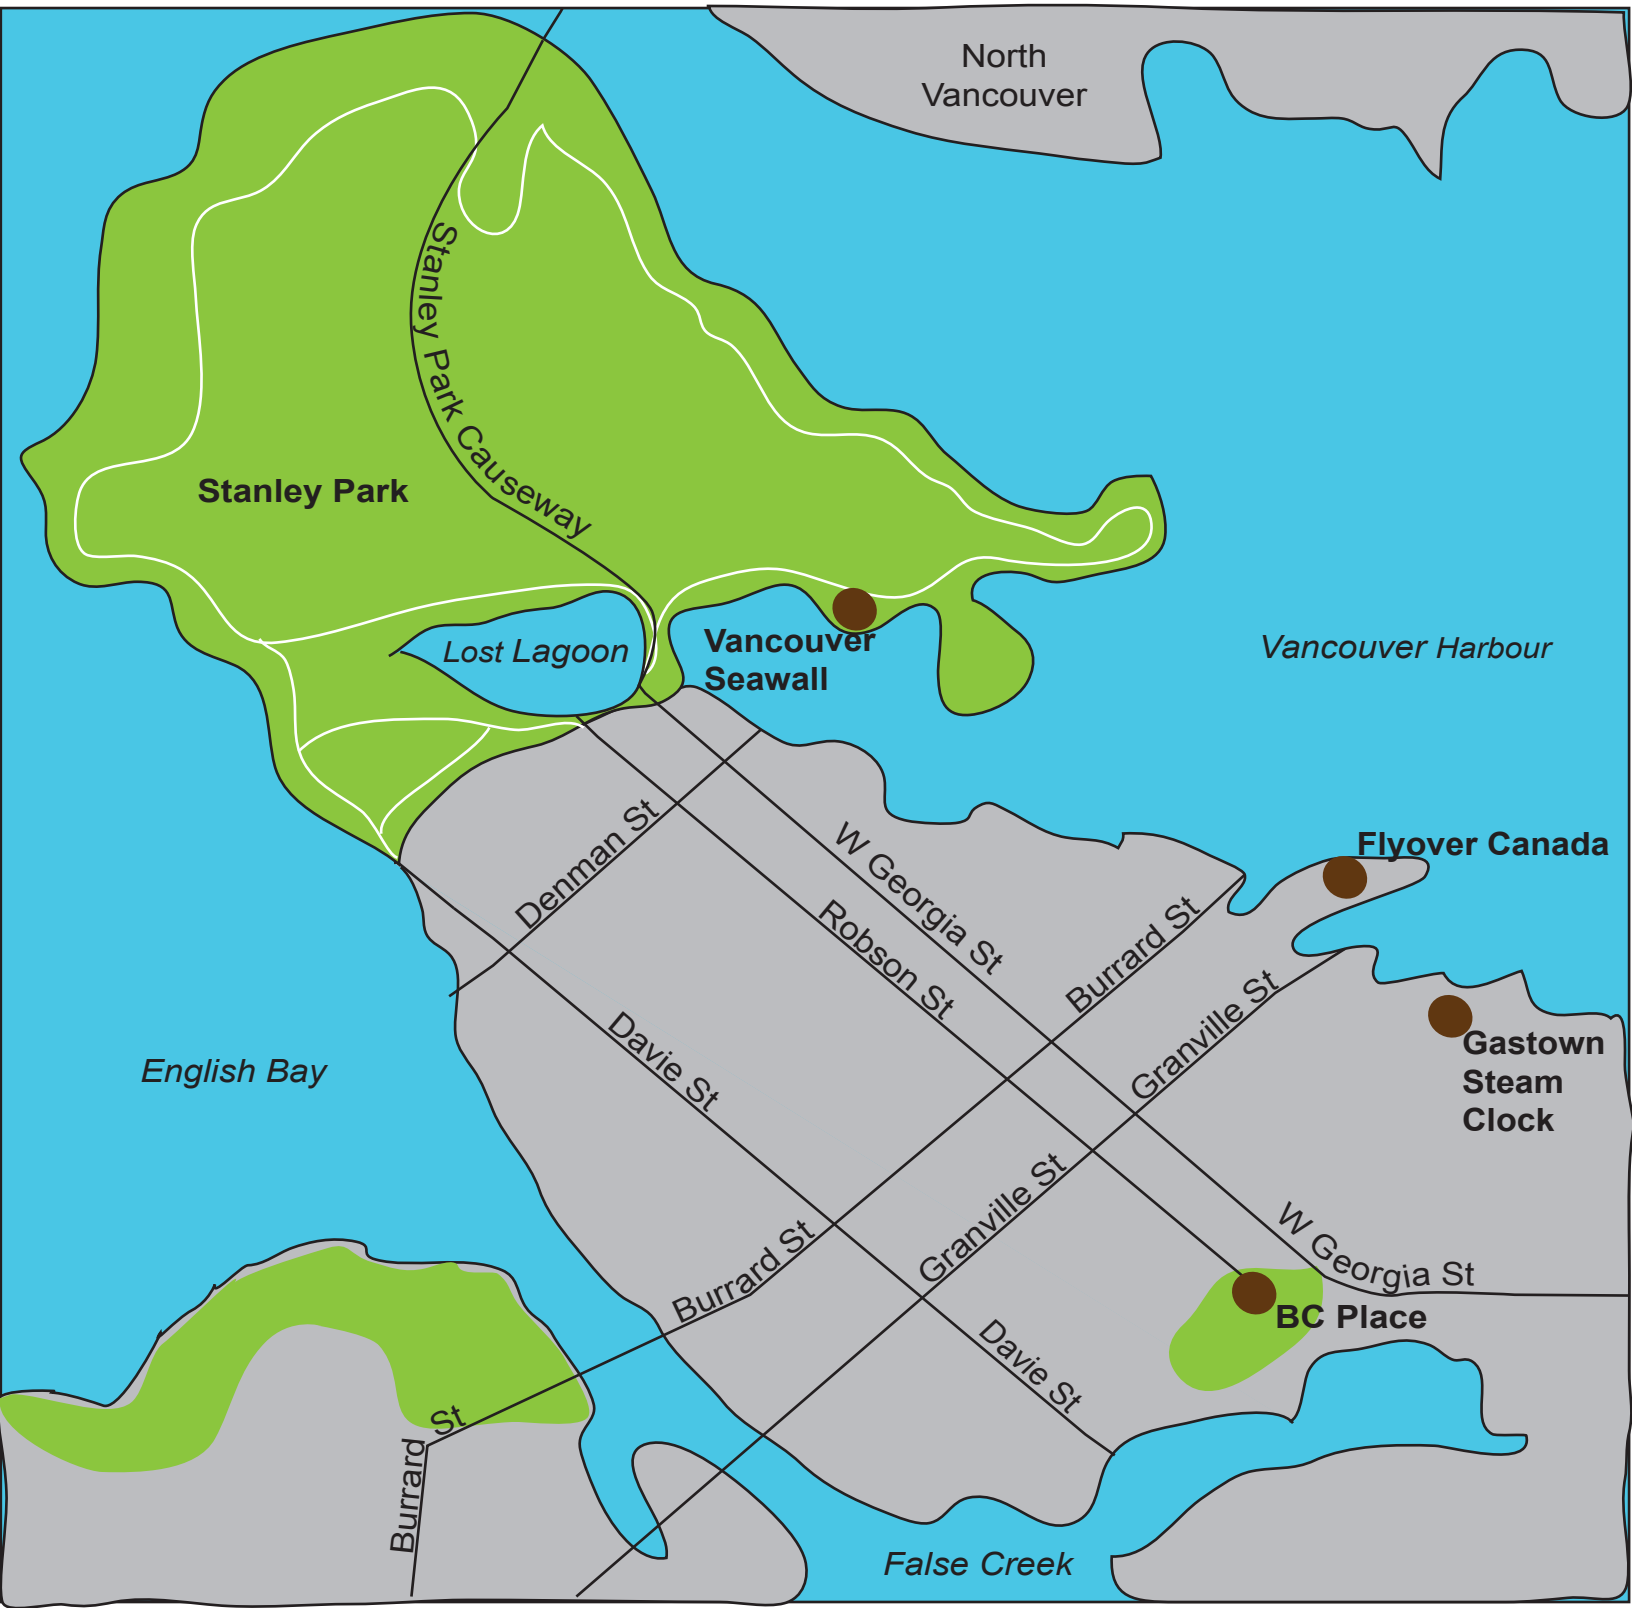 North
Vancouver
Stanley Park Causeway
Stanley Park
Lost Lagoon
Vancouver
Seawall
Vancouver Harbour
Denman St
W Georgia St
Flyover Canada
Robson St
Burrard St
Granville St
Gastown
Steam
Clock
Davie St
English Bay
Granville St
Burrard St
W Georgia St
BC Place
Davie St
Burrard St
False Creek